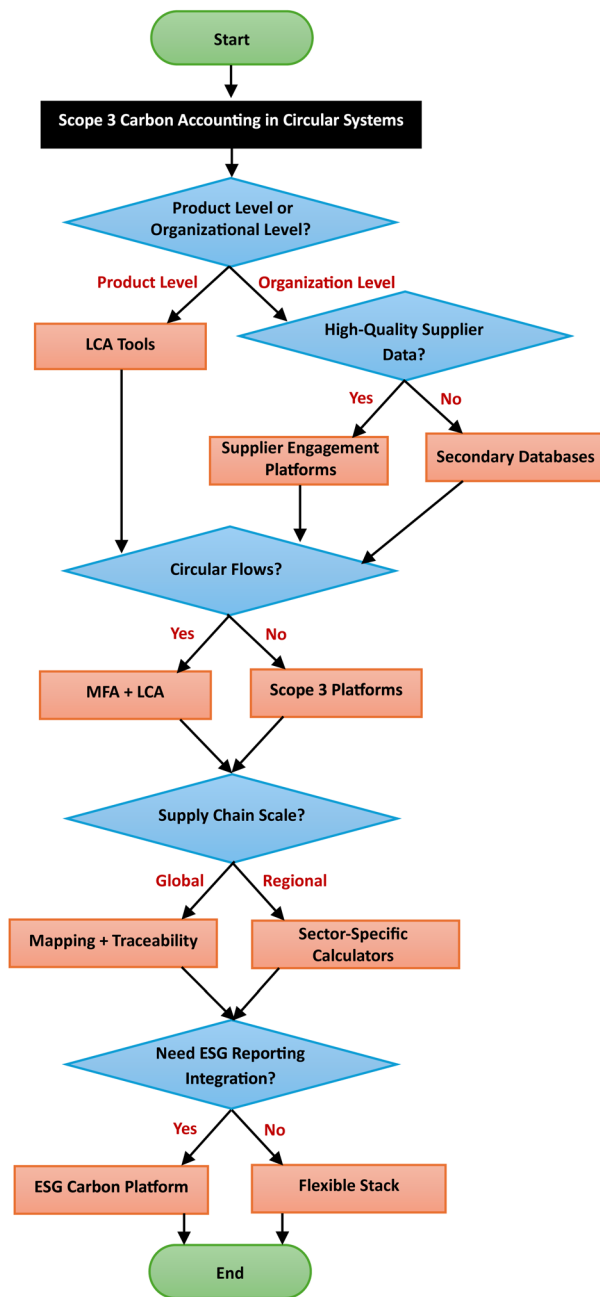 Start
Scope 3 Carbon Accounting in Circular Systems
Product Level or
Organizational Level?
Product Level
Organization Level
LCA Tools
High-Quality Supplier
Data?
Yes
No
Supplier Engagement
Platforms
Secondary Databases
Circular Flows?
Yes
No
MFA + LCA
Scope 3 Platforms
Supply Chain Scale?
Global
Regional
Mapping + Traceability
Sector-Specific
Calculators
Need ESG Reporting
Integration?
Yes
No
ESG Carbon Platform
Flexible Stack
End